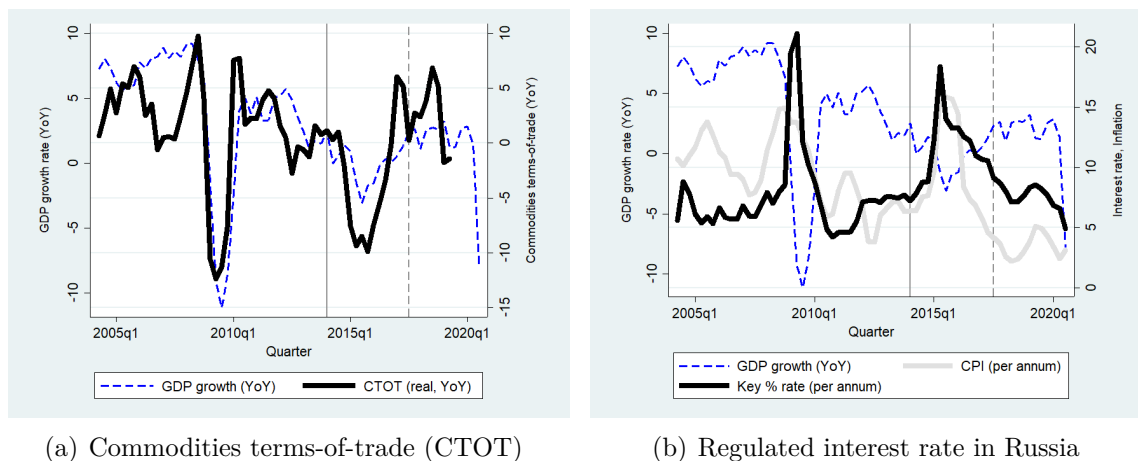 10
5
0
-5
-10
GDP growth rate (YoY)
10
5
0
-5
-10
-15
Commodities terms-of-trade (YoY)
2005q1 2010q1 2015q1 2020q1
Quarter
GDP growth (YoY) CTOT (real, YoY)
(a) Commodities terms-of-trade (CTOT)
10
5
0
-5
-10
GDP growth rate (YoY)
20
15
10
5
0
Interest rate, Inflation
2005q1 2010q1 2015q1 2020q1
Quarter
GDP growth (YoY) CPI (per annum)
Key % rate (per annum)
(b) Regulated interest rate in Russia